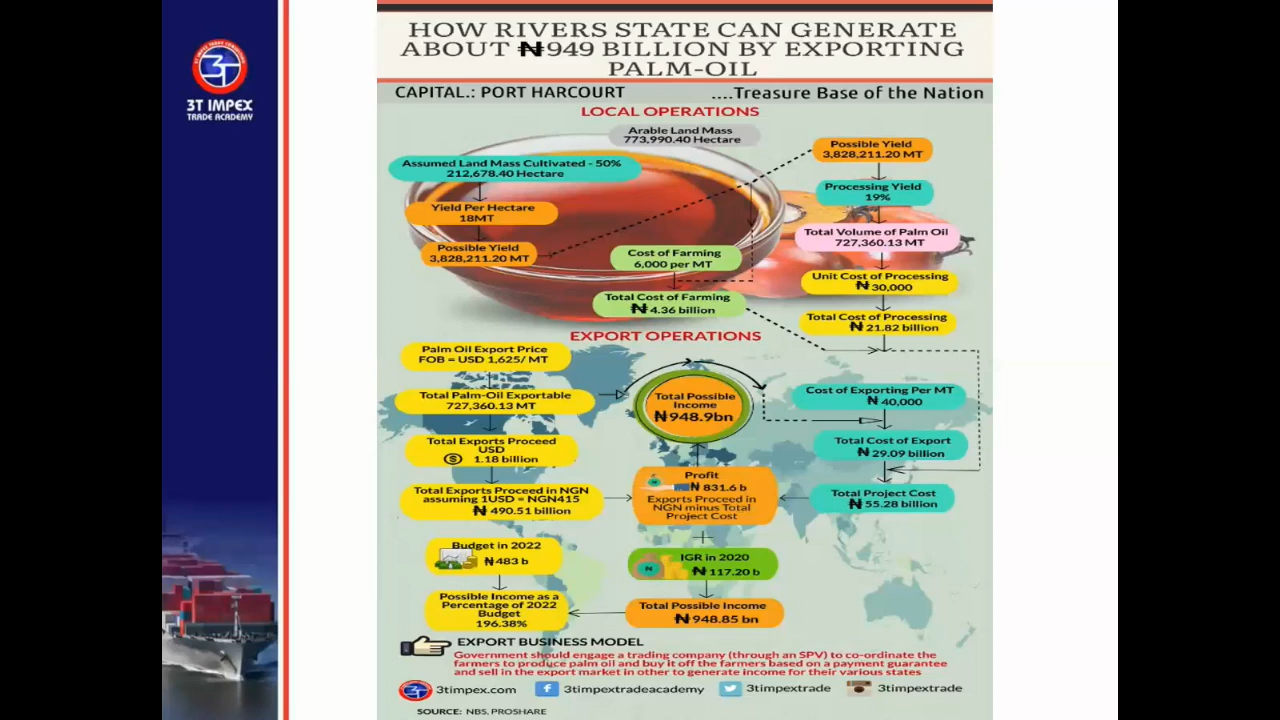 3T IMPEX TRADE CONSULTING
3T
3T IMPEX
TRADE ACADEMY
HOW RIVERS STATE CAN GENERATE
ABOUT ₦949 BILLION BY EXPORTING
PALM-OIL
CAPITAL.: PORT HARCOURT ....Treasure Base of the Nation
LOCAL OPERATIONS
Arable Land Mass
773,990.40 Hectare
Assumed Land Mass Cultivated - 50%
212,678.40 Hectare
Yield Per Hectare
18MT
Possible Yield
3,828,211.20 MT
Cost of Farming
6,000 per MT
Total Cost of Farming
₦ 4.36 billion
Possible Yield
3,828,211.20 MT
Processing Yield
19%
Total Volume of Palm Oil
727,360.13 MT
Unit Cost of Processing
₦ 30,000
Total Cost of Processing
₦ 21.82 billion
EXPORT OPERATIONS
Palm Oil Export Price
FOB = USD 1,625/ MT
Total Palm-Oil Exportable
727,360.13 MT
Total Exports Proceed
USD
$ 1.18 billion
Total Exports Proceed in NGN
assuming 1USD = NGN415
₦ 490.51 billion
Total Possible
Income
₦948.9bn
Cost of Exporting Per MT
₦ 40,000
Total Cost of Export
₦ 29.09 billion
Total Project Cost
₦ 55.28 billion
Profit
₦ 831.6 b
Exports Proceed in
NGN minus Total
Project Cost
Budget in 2022
₦483 b
IGR in 2020
₦ 117.20 b
Possible Income as a
Percentage of 2022
Budget
196.38%
Total Possible Income
₦948.85 bn
EXPORT BUSINESS MODEL
Government should engage a trading company (through an SPV) to co-ordinate the
farmers to produce palm oil and buy it off the farmers based on a payment guarantee
and sell in the export market in other to generate income for their various states
3timpex.com 3timpextradeacademy 3timpextrade 3timpextrade
SOURCE: NBS, PROSHARE